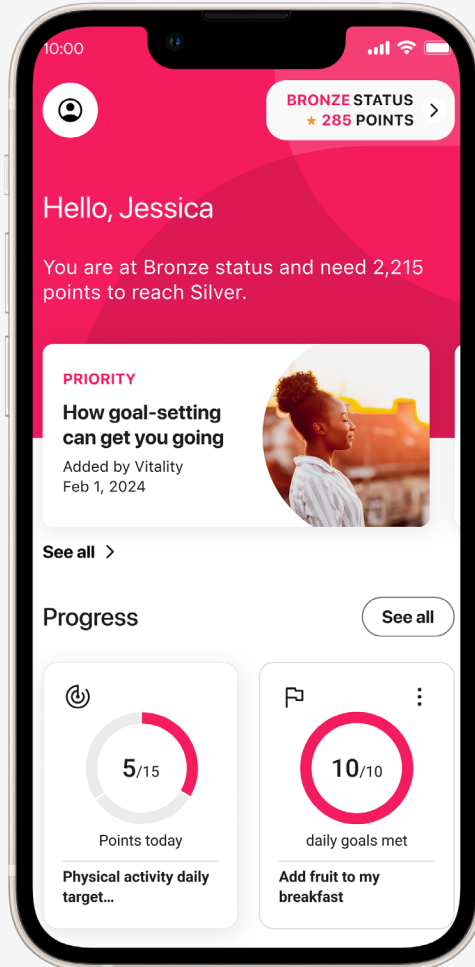 10:00
BRONZE STATUS
★ 285 POINTS
Hello, Jessica
You are at Bronze status and need 2,215
points to reach Silver.
PRIORITY
How goal-setting
can get you going
Added by Vitality
Feb 1, 2024
See all
Progress
See all
5/15
Points today
Physical activity daily
target...
10/10
daily goals met
Add fruit to my
breakfast